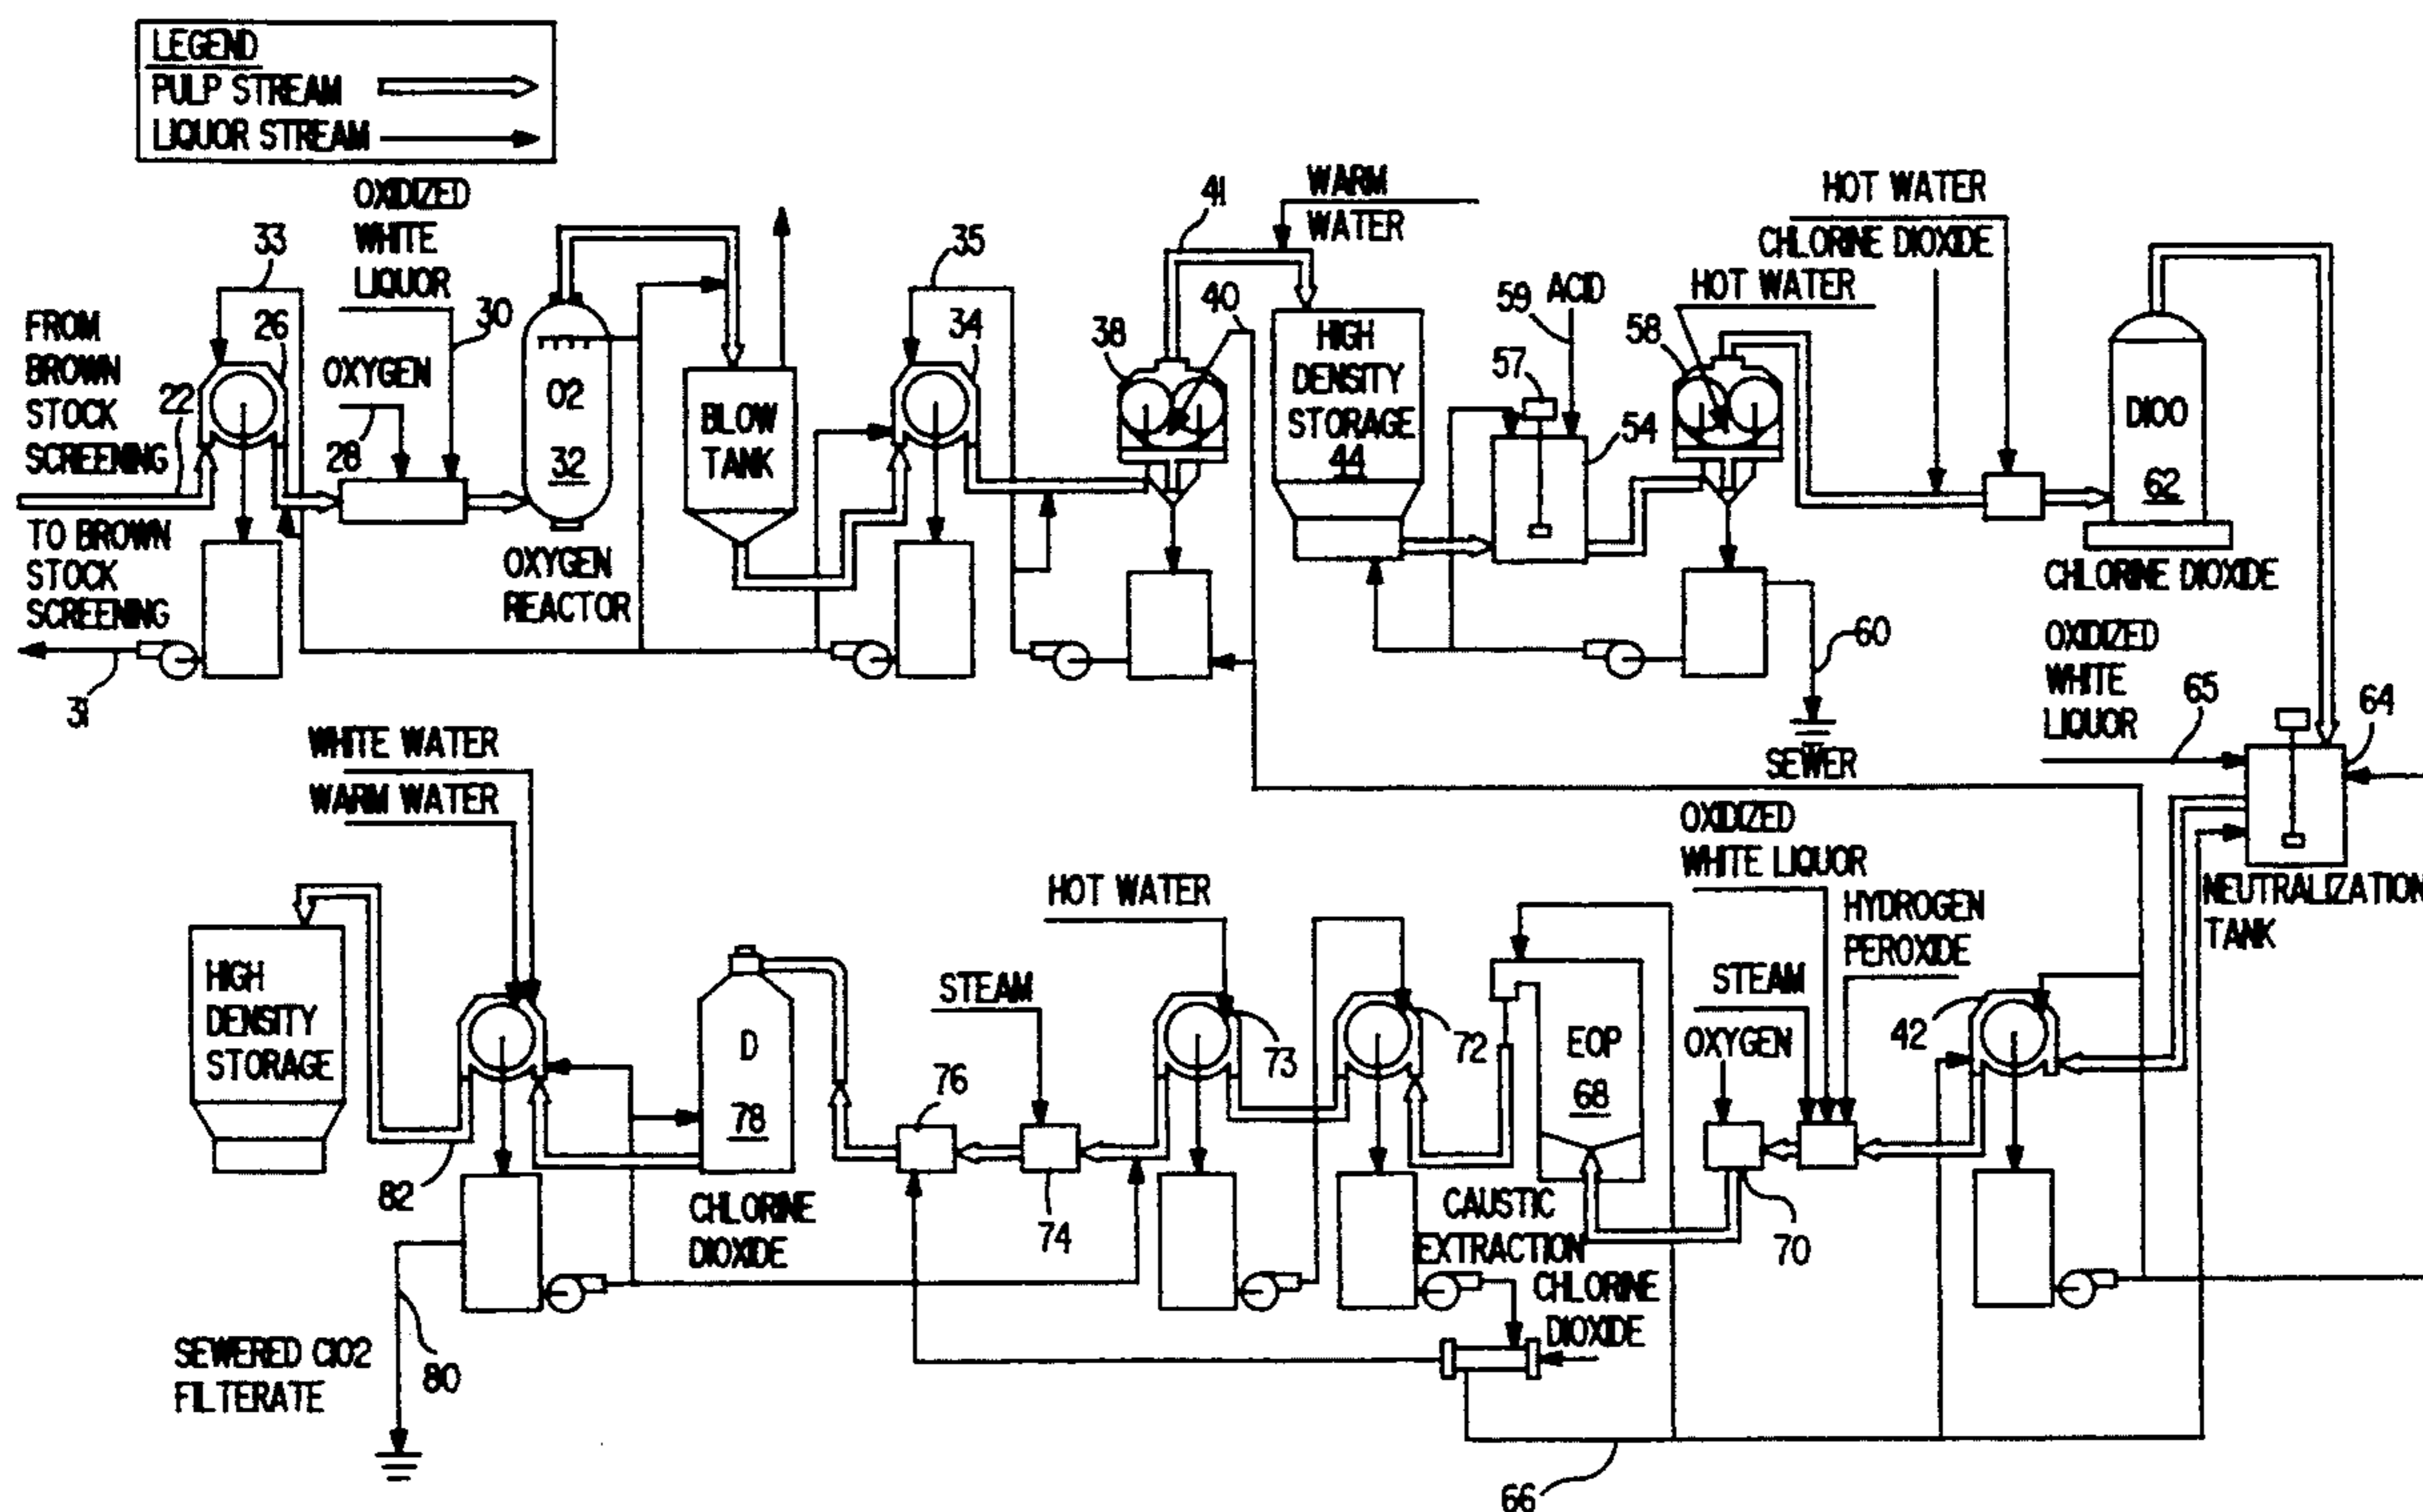 LEGEND
PULP STREAM
LIQUOR STREAM
OXIDIZED
WHITE
LIQUOR
33
26
30
FROM
BROWN
STOCK
SCREENING
22
OXYGEN
28
O2
32
BLOW
TANK
OXYGEN
REACTOR
TO BROWN
STOCK
SCREENING
31
35
34
41
WARM
WATER
40
38
HIGH
DENSITY
STORAGE
44
59
ACID
57
54
58
HOT WATER
CHLORINE DIOXIDE
HOT WATER
D100
62
CHLORINE DIOXIDE
60
SEWER
OXIDIZED
WHITE
LIQUOR
65
64
NEUTRALIZATION
TANK
WHITE WATER
WARM WATER
HIGH
DENSITY
STORAGE
82
SEWERED ClO2
FILTERATE
80
D
78
CHLORINE
DIOXIDE
76
STEAM
74
HOT WATER
73
72
EOP
68
CAUSTIC
EXTRACTION
CHLORINE
DIOXIDE
OXIDIZED
WHITE LIQUOR
HYDROGEN
PEROXIDE
STEAM
OXYGEN
70
42
66